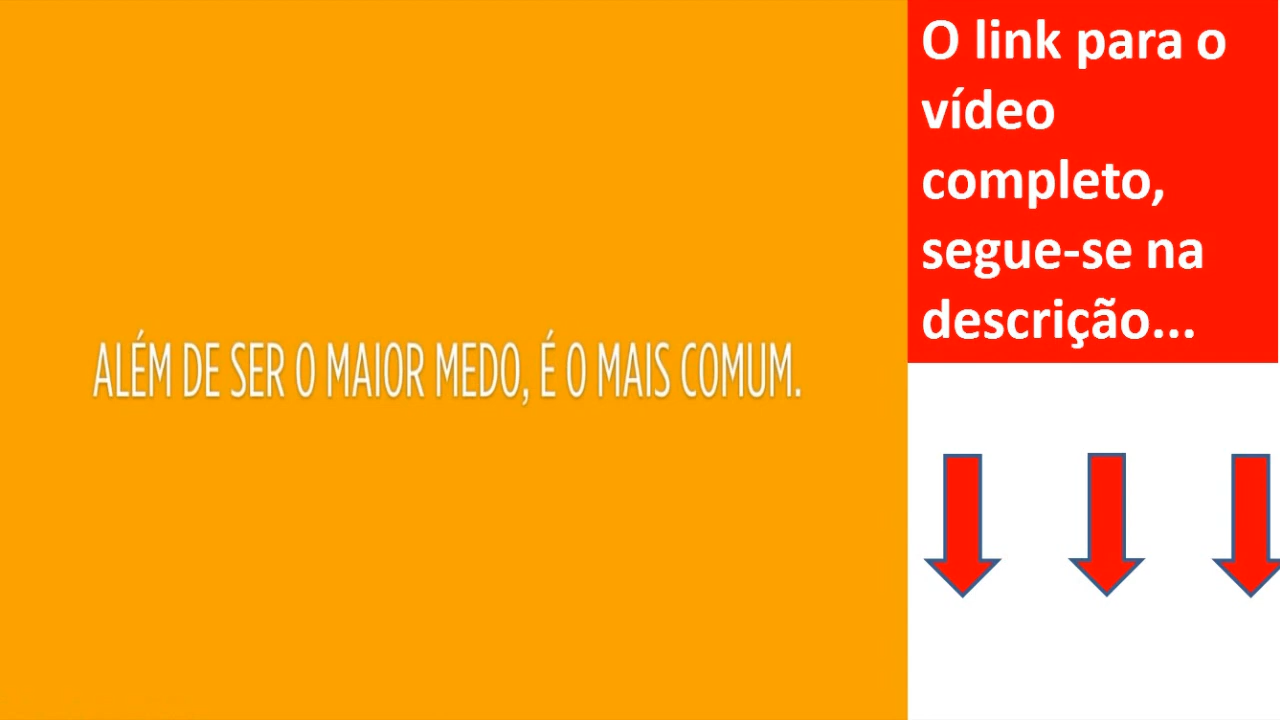 ALÉM DE SER O MAIOR MEDO, É O MAIS COMUM.
O link para o
vídeo
completo,
segue-se na
descrição...